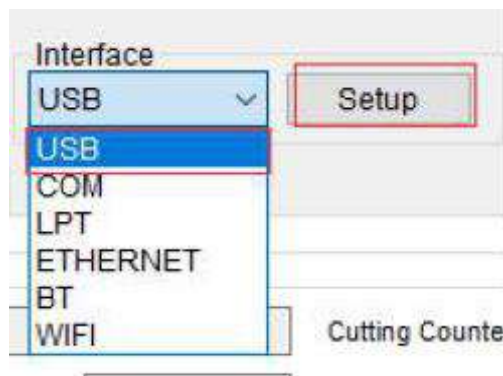 Interface
USB
Setup
USB
COM
LPT
ETHERNET
BT
WIFI
Cutting Counte